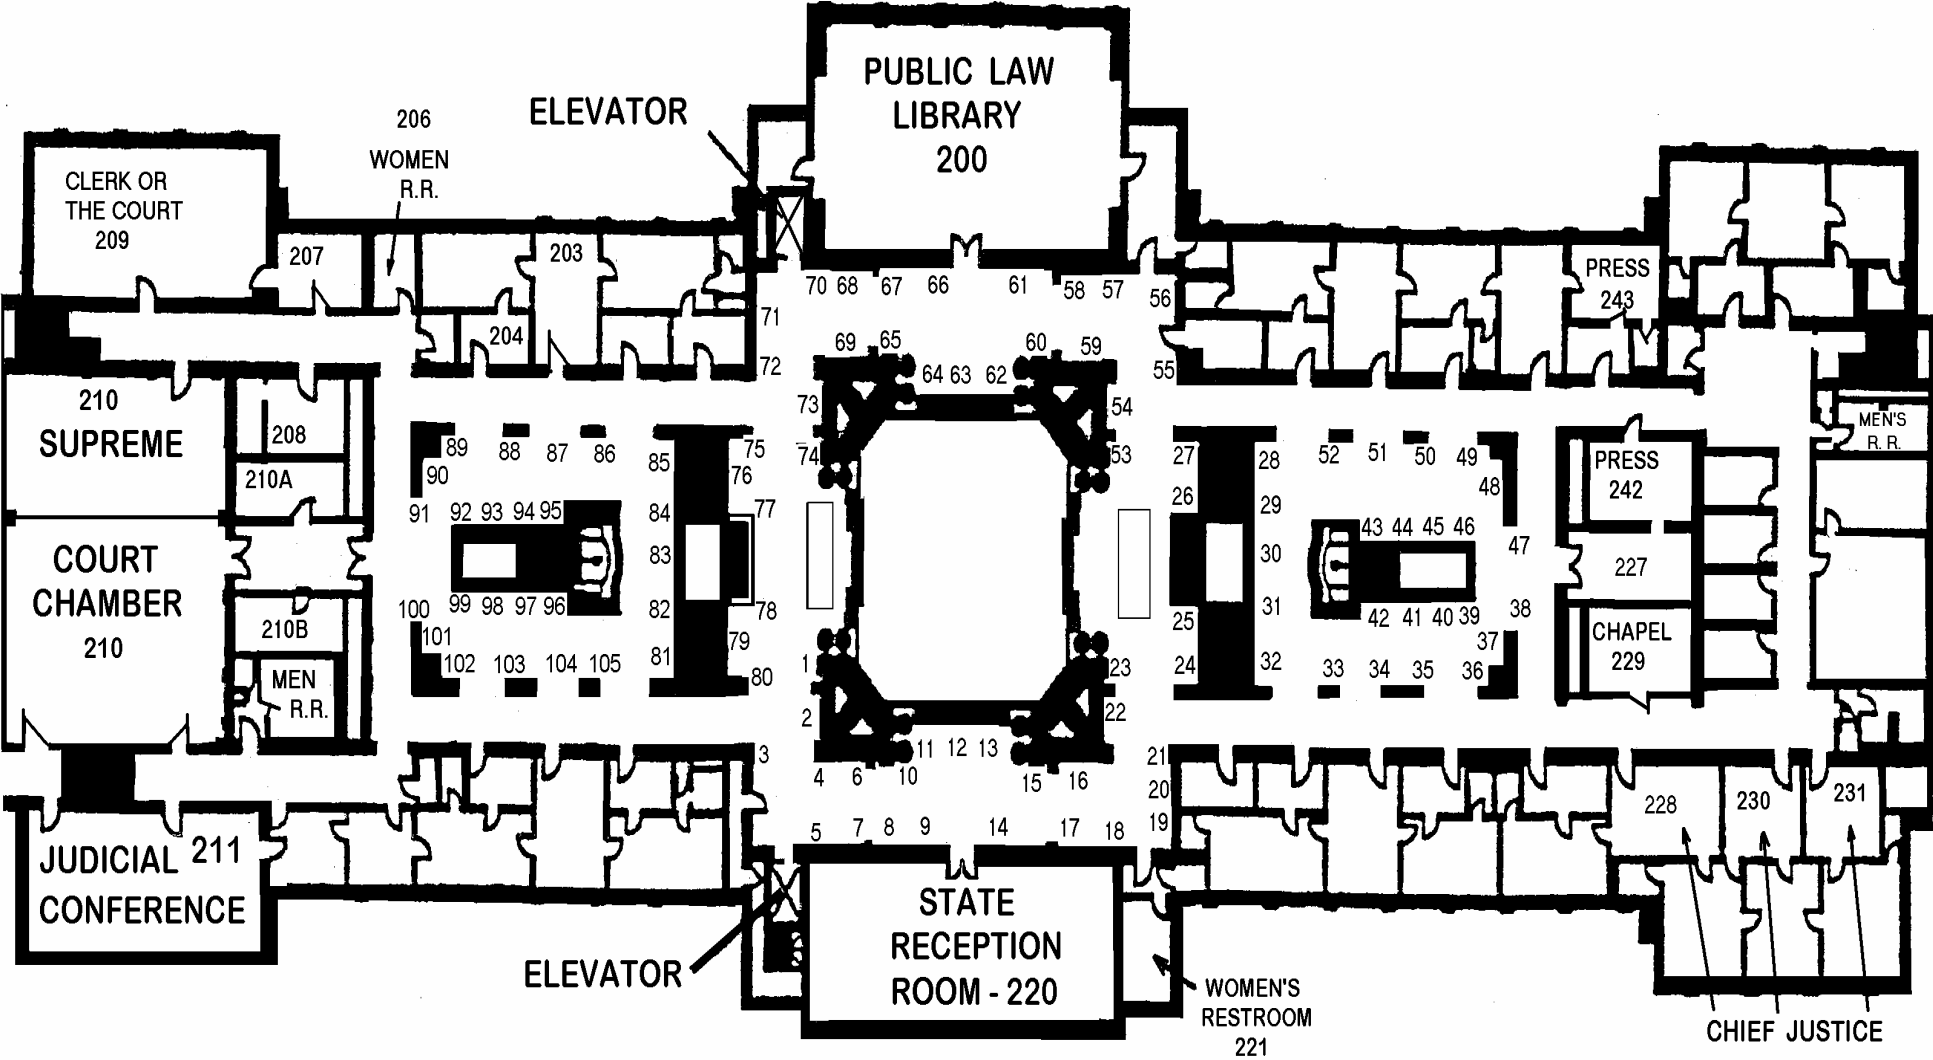 PUBLIC LAW
LIBRARY
200
ELEVATOR
206
WOMEN
R.R.
CLERK OR
THE COURT
209
207
203
204
PRESS
243
70 68 67 66 61 58 57 56
71
72
69 65 64 63 62 60 59
55
73
74
54
53
210
SUPREME
208
210A
MEN'S
R. R.
PRESS
242
89 88 87 86 85
90
91 92 93 94 95 84
83
75
76
77
27 28
26 29
30
52 51 50 49
48
43 44 45 46
47
COURT
CHAMBER
210
210B
MEN
R.R.
227
CHAPEL
229
100 99 98 97 96 82
101
102 103 104 105 81
78
79
80
1
2
3
23
22
25 31
24 32
42 41 40 39 38
37
33 34 35 36
11 12 13
4 6 10 15 16
21
20
19
5 7 8 9 14 17 18
228
230
231
JUDICIAL 211
CONFERENCE
STATE
RECEPTION
ROOM - 220
ELEVATOR
WOMEN'S
RESTROOM
221
CHIEF JUSTICE